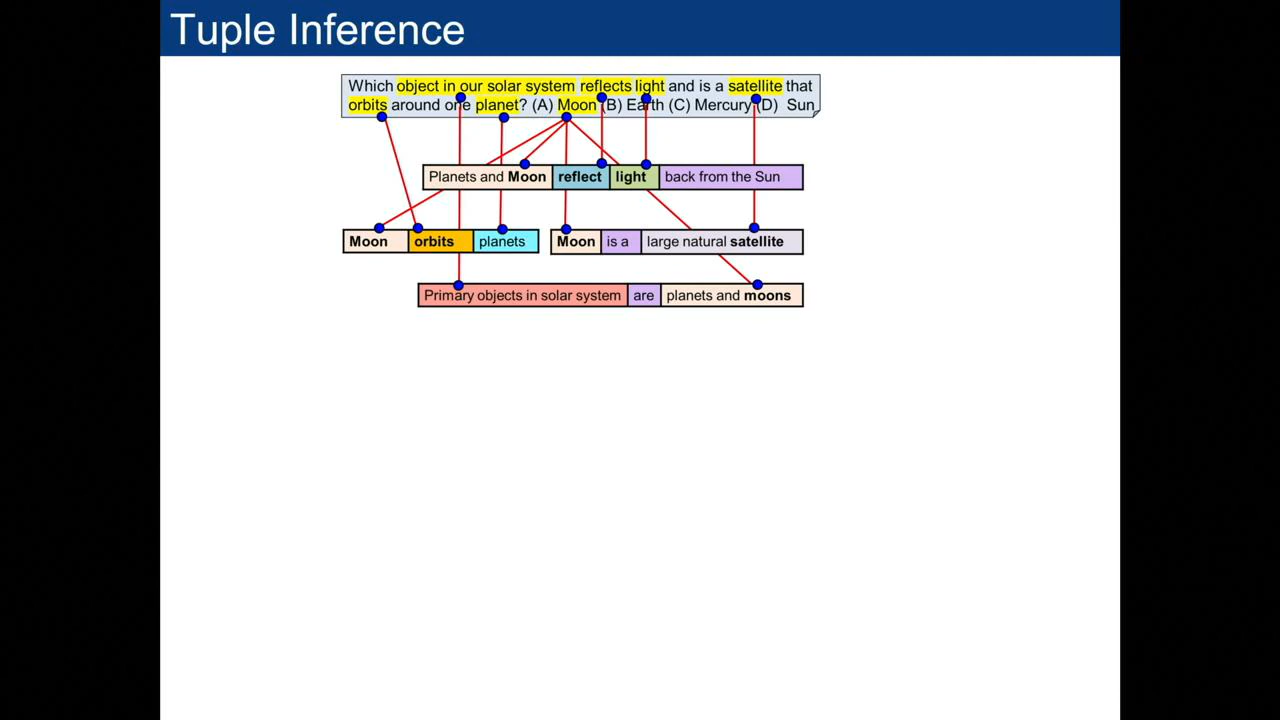 Tuple Inference
Which object in our solar system reflects light and is a satellite that
orbits around one planet? (A) Moon (B) Earth (C) Mercury (D) Sun
Planets and Moon reflect light back from the Sun
Moon orbits planets
Moon is a large natural satellite
Primary objects in solar system are planets and moons